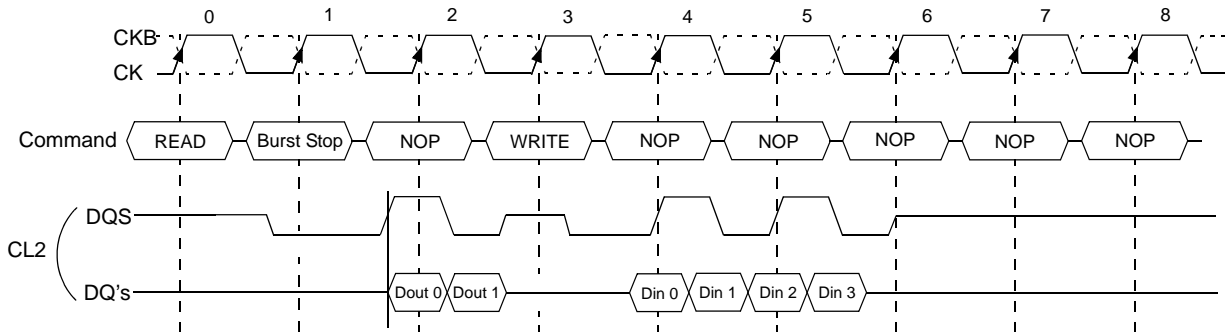 0 1 2 3 4 5 6 7 8
CKB
CK
Command READ Burst Stop NOP WRITE NOP NOP NOP NOP NOP
DQS
CL2
DQ's Dout 0 Dout 1 Din 0 Din 1 Din 2 Din 3